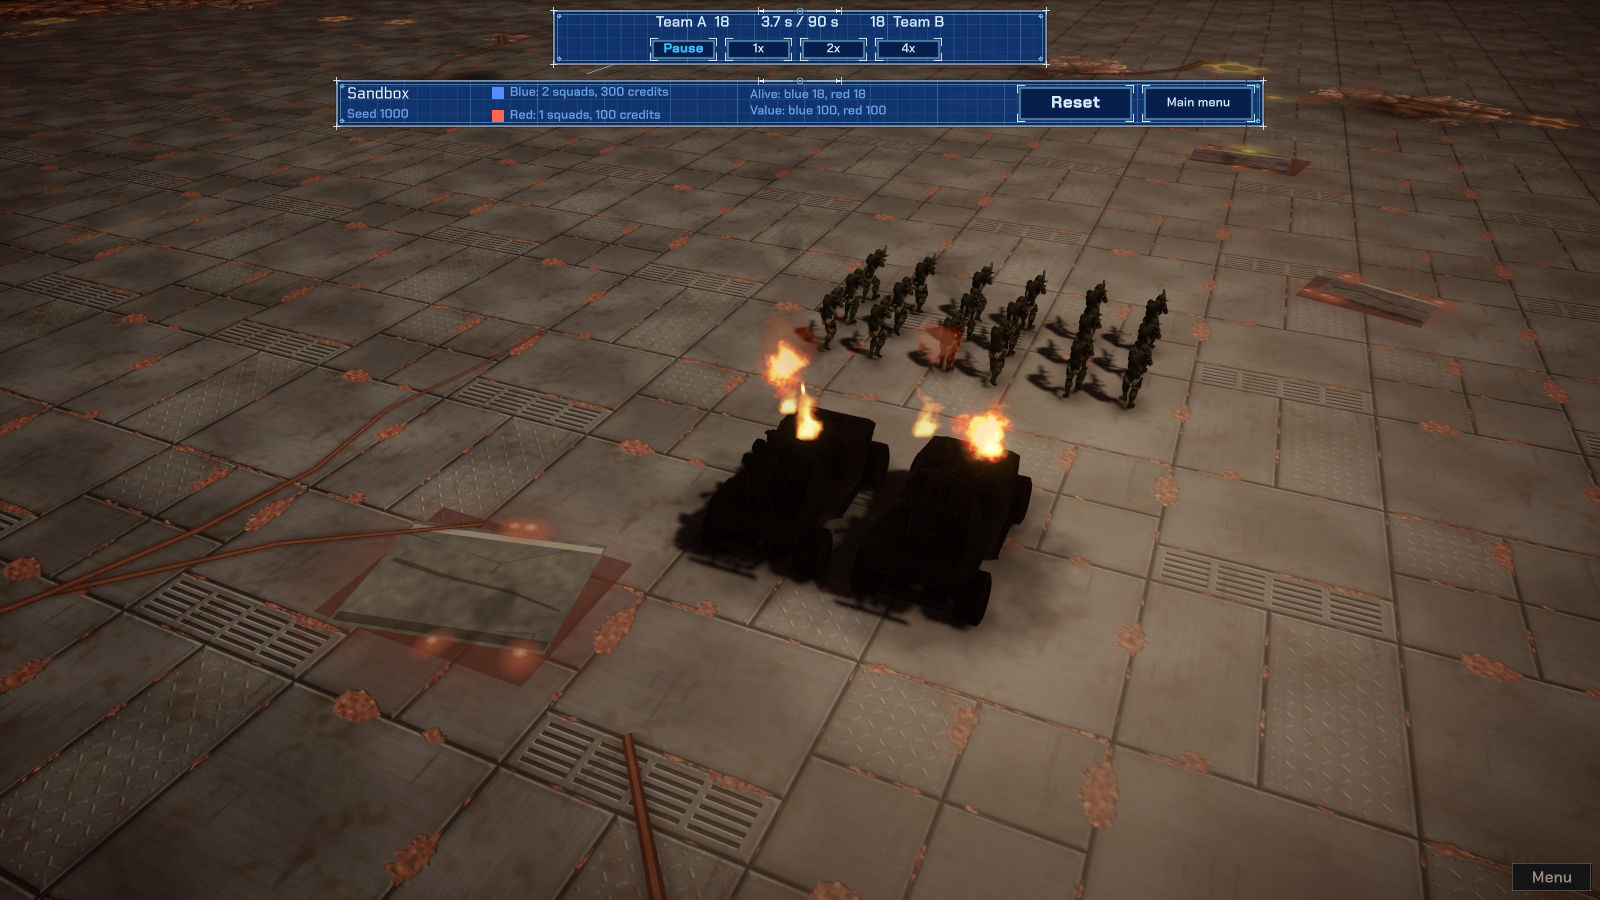 Team A 18 3.7 s / 90 s 18 Team B
Pause 1x 2x 4x
Sandbox
Seed 1000
Blue: 2 squads, 300 credits
Red: 1 squads, 100 credits
Alive: blue 18, red 18
Value: blue 100, red 100
Reset
Main menu
Menu